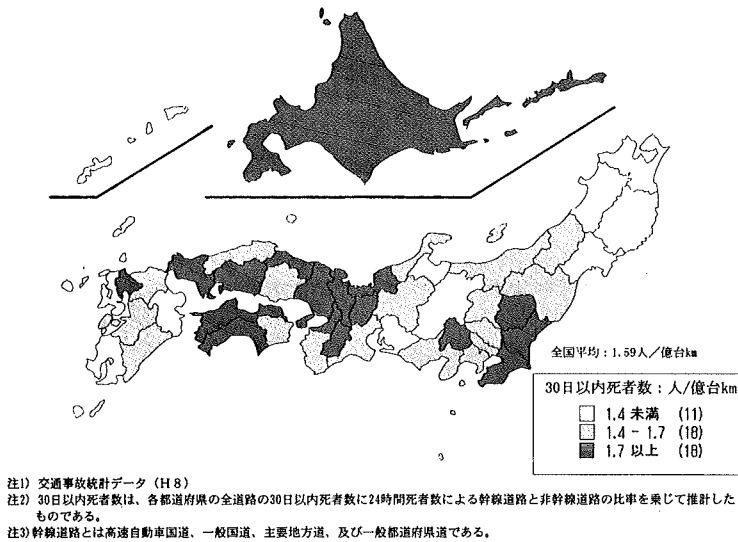 全国平均：1.59人／億台km
30日以内死者数：人/億台km
1.4 未満 (11)
1.4 - 1.7 (18)
1.7 以上 (18)
注1) 交通事故統計データ（H8）
注2) 30日以内死者数は、各都道府県の全道路の30日以内死者数に24時間死者数による幹線道路と非幹線道路の比率を乗じて推計した
ものである。
注3)幹線道路とは高速自動車国道、一般国道、主要地方道、及び一般都道府県道である。